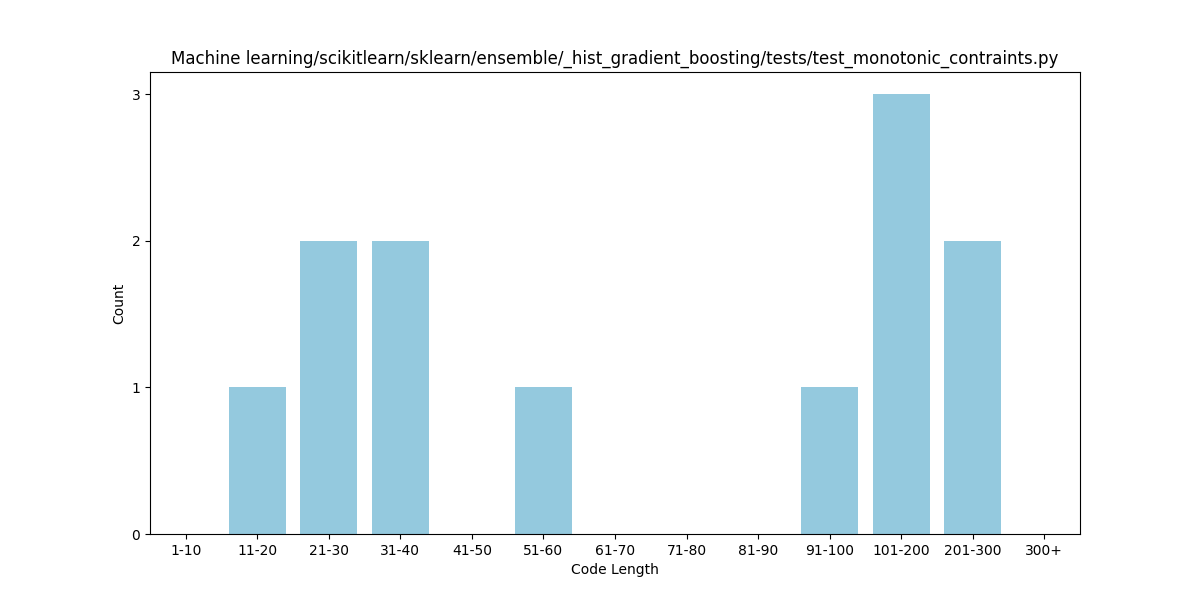 Machine learning/scikitlearn/sklearn/ensemble/_hist_gradient_boosting/tests/test_monotonic_contraints.py
3
2
1
0
Count
1-10 11-20 21-30 31-40 41-50 51-60 61-70 71-80 81-90 91-100 101-200 201-300 300+
Code Length